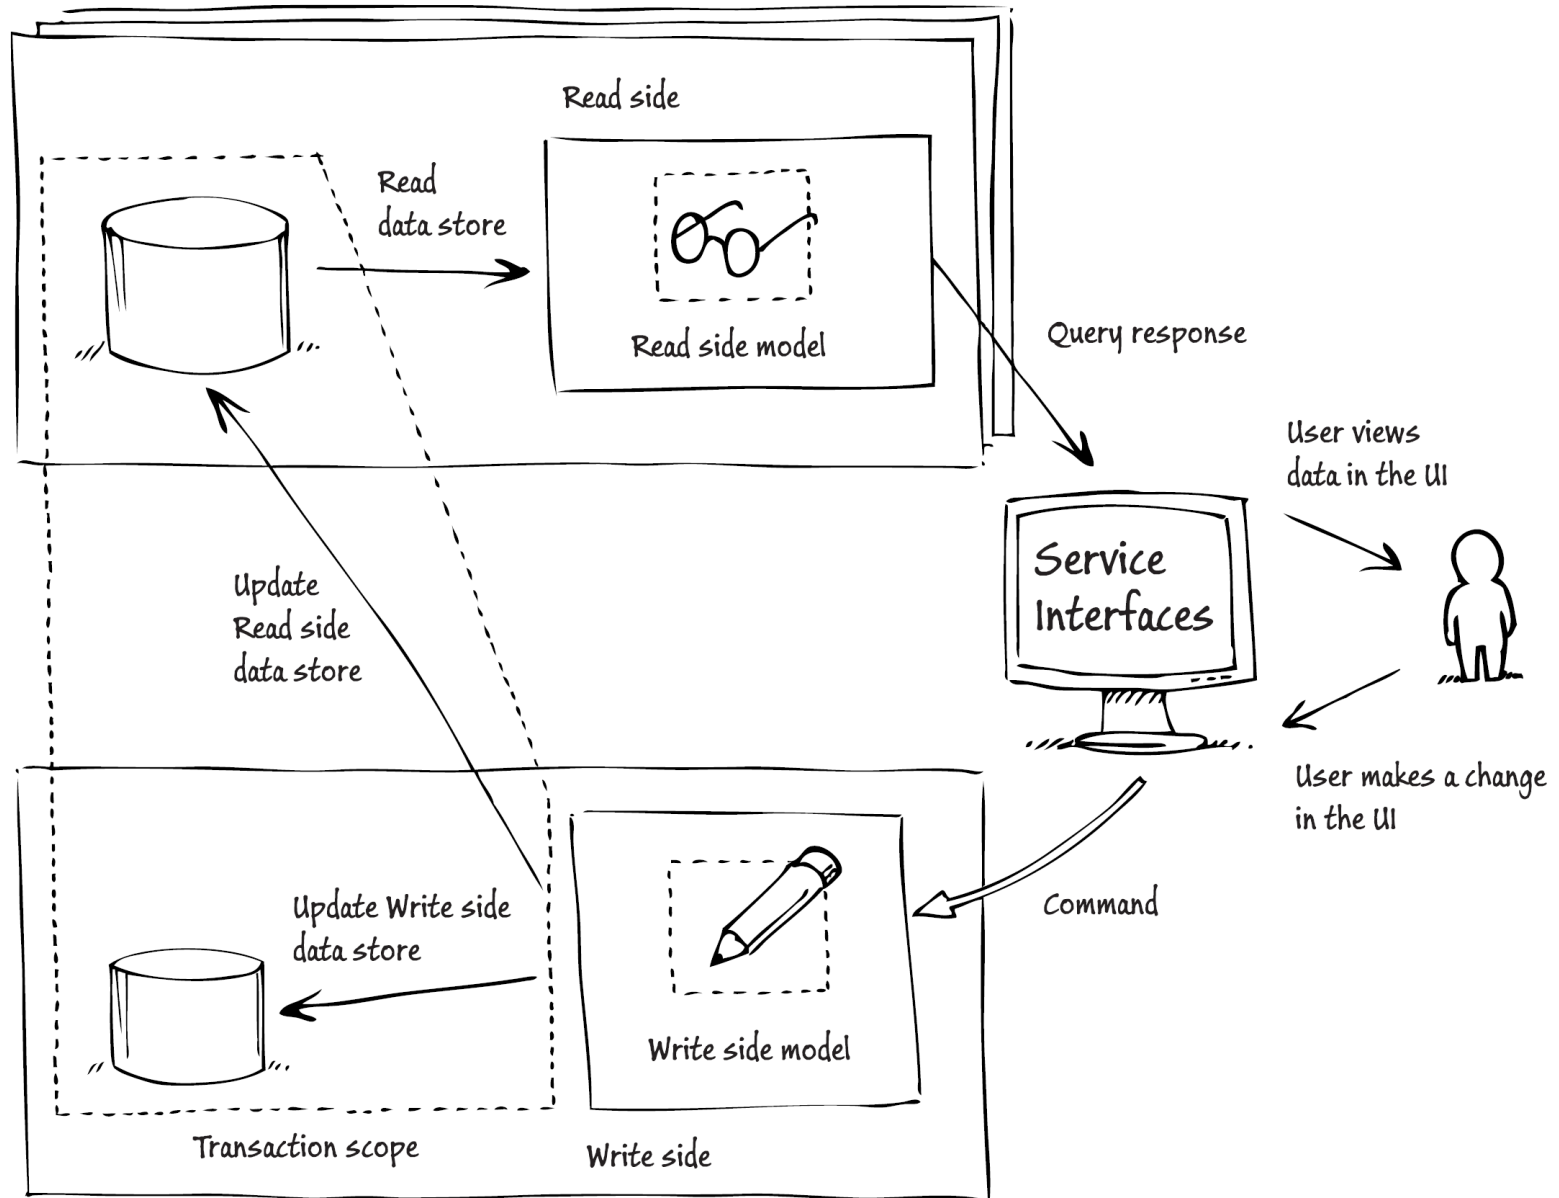 Read side
Read
data store
Read side model
Query response
User views
data in the UI
Service
Interfaces
Update
Read side
data store
User makes a change
in the UI
Update Write side
data store
Command
Write side model
Transaction scope
Write side